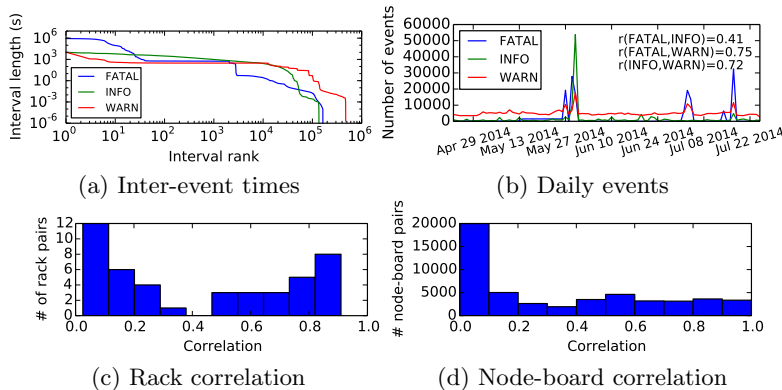 Interval length (s)
10^6
10^3
10^0
10^-3
10^-6
FATAL
INFO
WARN
10^0
10^1
10^2
10^3
10^4
10^5
10^6
Interval rank
(a) Inter-event times
Number of events
60000
50000
40000
30000
20000
10000
0
FATAL
INFO
WARN
r(FATAL,INFO)=0.41
r(FATAL,WARN)=0.75
r(INFO,WARN)=0.72
Apr 29 2014
May 13 2014
May 27 2014
Jun 10 2014
Jun 24 2014
Jul 08 2014
Jul 22 2014
(b) Daily events
# of rack pairs
12
10
8
6
4
2
0
0.0
0.2
0.4
0.6
0.8
1.0
Correlation
(c) Rack correlation
# node-board pairs
20000
15000
10000
5000
0
0.0
0.2
0.4
0.6
0.8
1.0
Correlation
(d) Node-board correlation